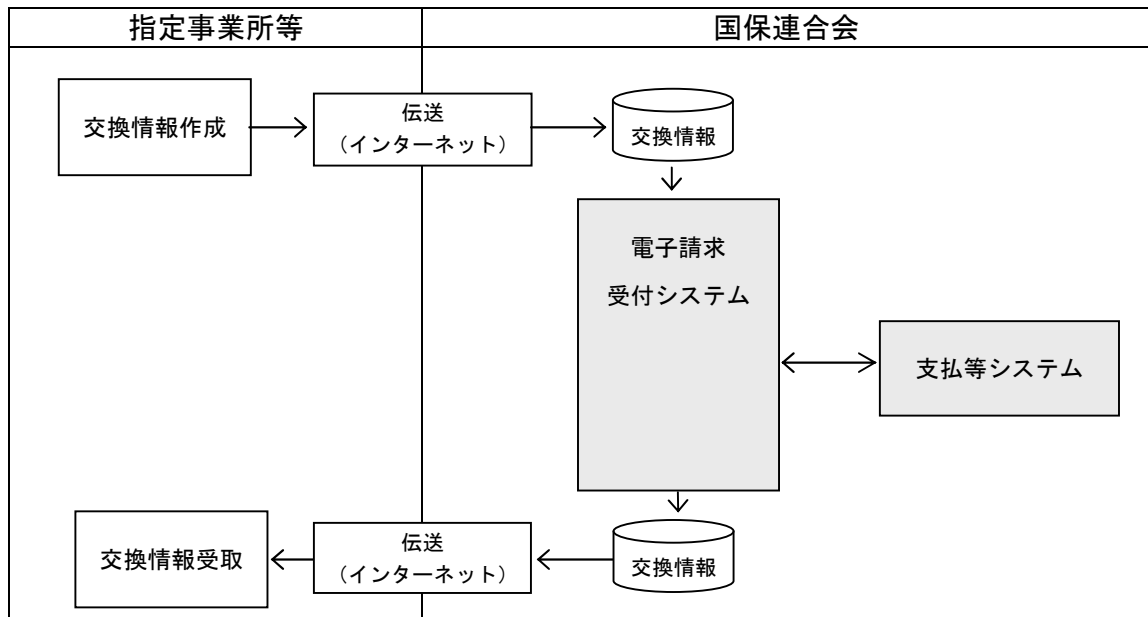 指定事業所等
国保連合会
交換情報作成
伝送
（インターネット）
交換情報
電子請求
受付システム
支払等システム
交換情報受取
伝送
（インターネット）
交換情報